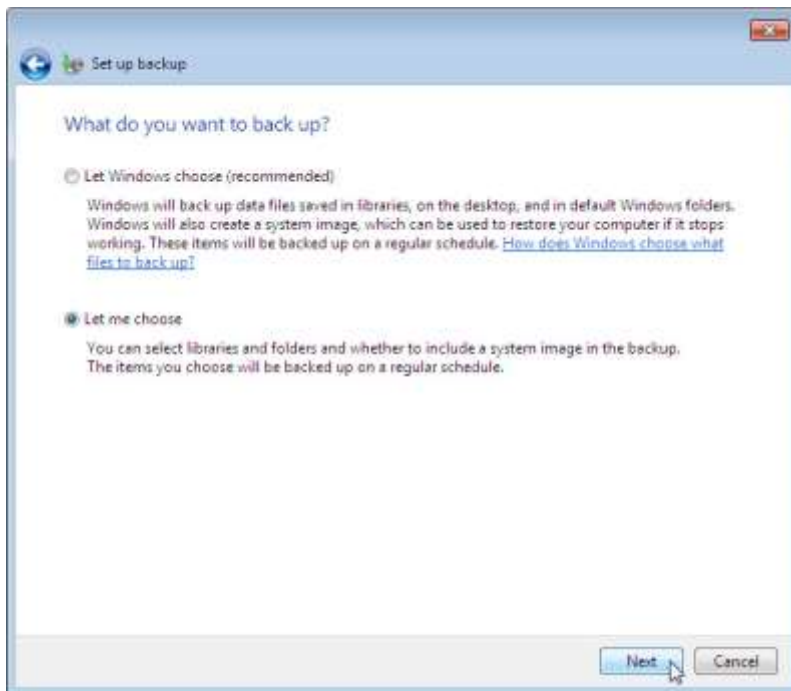 Set up backup
What do you want to back up?
Let Windows choose (recommended)
Windows will back up data files saved in libraries, on the desktop, and in default Windows folders.
Windows will also create a system image, which can be used to restore your computer if it stops
working. These items will be backed up on a regular schedule. How does Windows choose what
files to back up?
Let me choose
You can select libraries and folders and whether to include a system image in the backup.
The items you choose will be backed up on a regular schedule.
Next Cancel